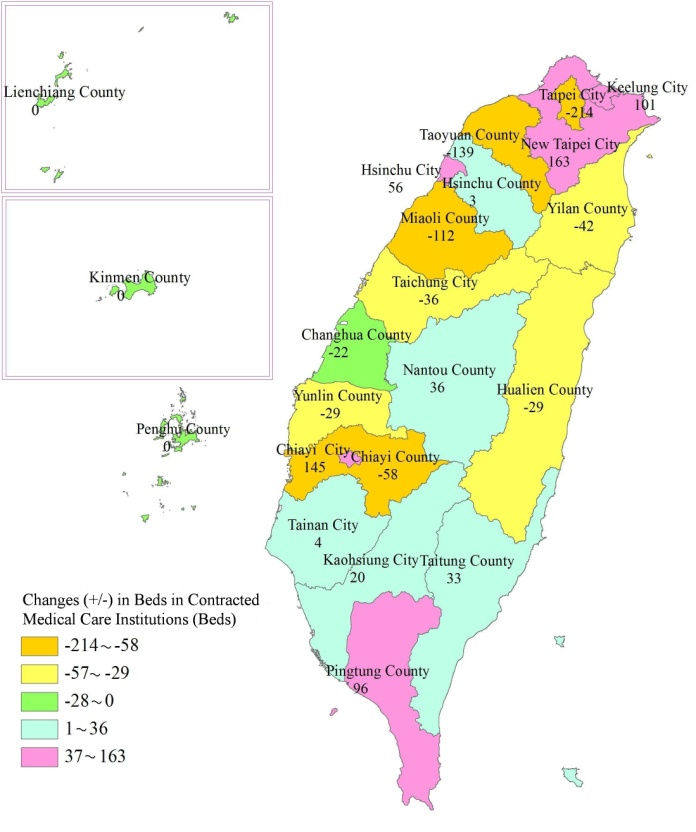 Lienchiang County
0
Kinmen County
0
Penghu County
0
Taipei City
-214
Keelung City
101
New Taipei City
163
Taoyuan County
-139
Hsinchu City
56
Hsinchu County
3
Yilan County
-42
Miaoli County
-112
Taichung City
-36
Changhua County
-22
Nantou County
36
Hualien County
-29
Yunlin County
-29
Chiayi City
145
Chiayi County
-58
Tainan City
4
Kaohsiung City
20
Taitung County
33
Pingtung County
96
Changes (+/-) in Beds in Contracted
Medical Care Institutions (Beds)
-214~-58
-57~ -29
-28~0
1~36
37~163